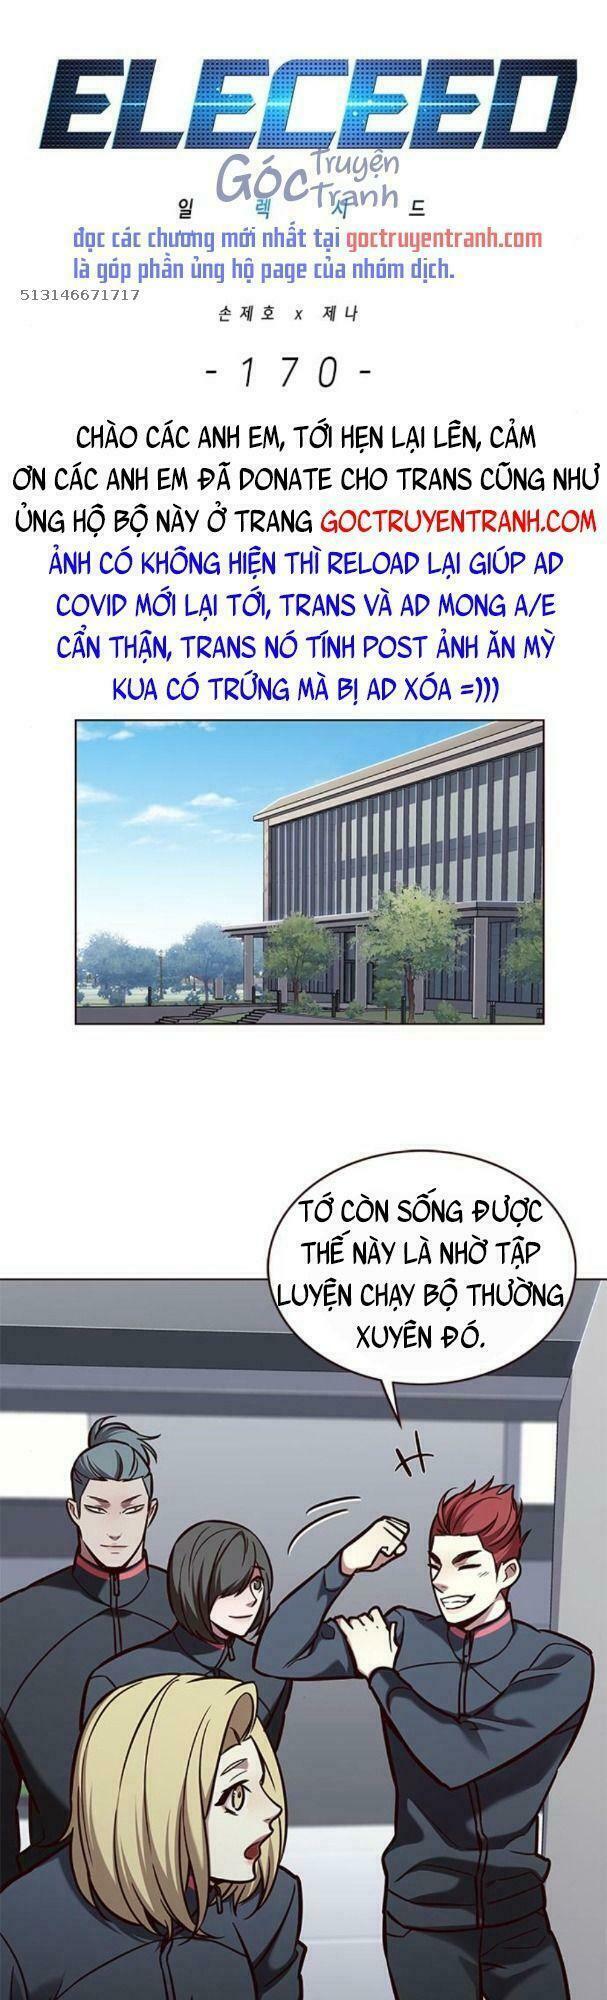 ELECEED
Góc Truyện Tranh
일렉시드
đọc các chương mới nhất tại goctruyentranh.com
là góp phần ủng hộ page của nhóm dịch.
513146671717
손제호 x 제나
- 170 -
CHÀO CÁC ANH EM, TỚI HẸN LẠI LÊN, CẢM
ƠN CÁC ANH EM ĐÃ DONATE CHO TRANS CŨNG NHƯ
ỦNG HỘ BỘ NÀY Ở TRANG GOCTRUYENTRANH.COM
ẢNH CÓ KHÔNG HIỆN THÌ RELOAD LẠI GIÚP AD
COVID MỚI LẠI TỚI, TRANS VÀ AD MONG A/E
CẨN THẬN, TRANS NÓ TÍNH POST ẢNH ĂN MỲ
KUA CÓ TRỨNG MÀ BỊ AD XÓA =)))
TỚ CÒN SỐNG ĐƯỢC
THẾ NÀY LÀ NHỜ TẬP
LUYỆN CHẠY BỘ THƯỜNG
XUYÊN ĐÓ.